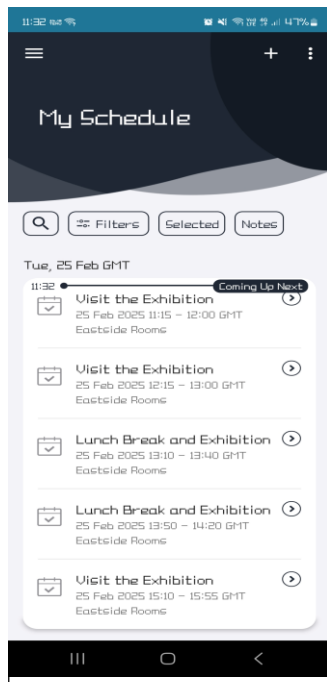 11:32
47%
My Schedule
Filters
Selected
Notes
Tue, 25 Feb GMT
11:32
Coming Up Next
Visit the Exhibition
25 Feb 2025 11:15 – 12:00 GMT
Eastside Rooms
Visit the Exhibition
25 Feb 2025 12:15 – 13:00 GMT
Eastside Rooms
Lunch Break and Exhibition
25 Feb 2025 13:10 – 13:40 GMT
Eastside Rooms
Lunch Break and Exhibition
25 Feb 2025 13:50 – 14:20 GMT
Eastside Rooms
Visit the Exhibition
25 Feb 2025 15:10 – 15:55 GMT
Eastside Rooms